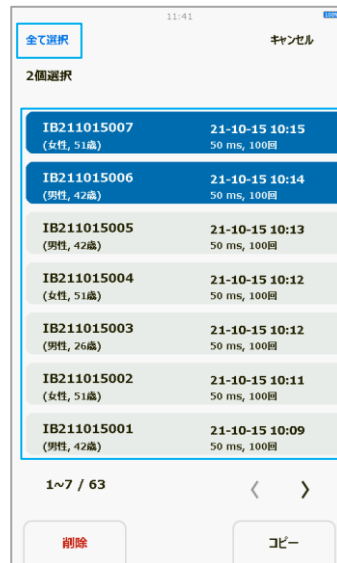 11:41
100%
全て選択 キャンセル
2個選択
IB211015007 21-10-15 10:15
(女性, 51歳) 50 ms, 100回
IB211015006 21-10-15 10:14
(男性, 42歳) 50 ms, 100回
IB211015005 21-10-15 10:13
(男性, 42歳) 50 ms, 100回
IB211015004 21-10-15 10:12
(女性, 51歳) 50 ms, 100回
IB211015003 21-10-15 10:12
(男性, 26歳) 50 ms, 100回
IB211015002 21-10-15 10:11
(女性, 51歳) 50 ms, 100回
IB211015001 21-10-15 10:09
(男性, 42歳) 50 ms, 100回
1~7 / 63 〈 〉
削除 コピー